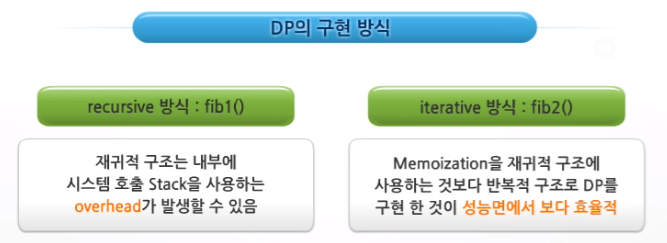 DP의 구현 방식
recursive 방식 : fib1()
재귀적 구조는 내부에
시스템 호출 Stack을 사용하는
overhead가 발생할 수 있음
iterative 방식 : fib2()
Memoization을 재귀적 구조에
사용하는 것보다 반복적 구조로 DP를
구현 한 것이 성능면에서 보다 효율적